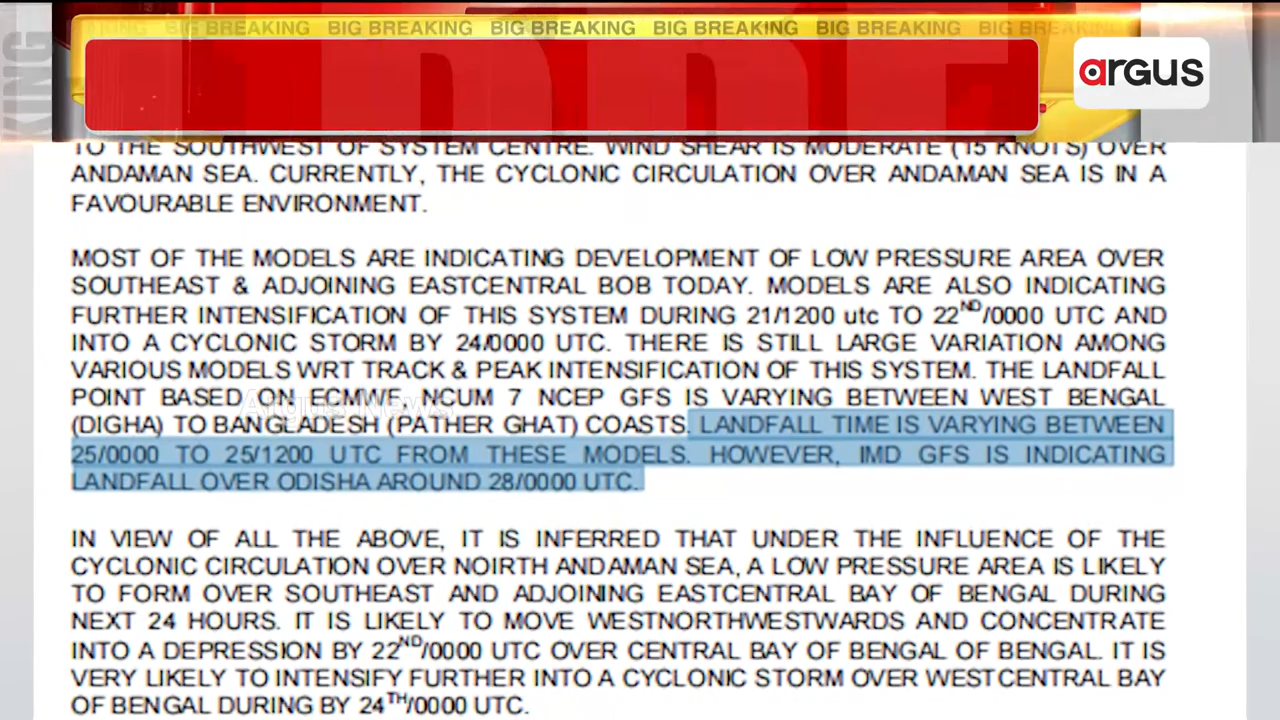 BIG BREAKING BIG BREAKING BIG BREAKING BIG BREAKING BIG BREAKING BIG BREAKING
KING
argus
TO THE SOUTHWEST OF SYSTEM CENTRE. WIND SHEAR IS MODERATE (15 KNOTS) OVER
ANDAMAN SEA. CURRENTLY, THE CYCLONIC CIRCULATION OVER ANDAMAN SEA IS IN A
FAVOURABLE ENVIRONMENT.
MOST OF THE MODELS ARE INDICATING DEVELOPMENT OF LOW PRESSURE AREA OVER
SOUTHEAST & ADJOINING EASTCENTRAL BOB TODAY. MODELS ARE ALSO INDICATING
FURTHER INTENSIFICATION OF THIS SYSTEM DURING 21/1200 utc TO 22ND/0000 UTC AND
INTO A CYCLONIC STORM BY 24/0000 UTC. THERE IS STILL LARGE VARIATION AMONG
VARIOUS MODELS WRT TRACK & PEAK INTENSIFICATION OF THIS SYSTEM. THE LANDFALL
POINT BASED ON ECMWF, NCUM 7 NCEP GFS IS VARYING BETWEEN WEST BENGAL
Argus News
(DIGHA) TO BANGLADESH (PATHER GHAT) COASTS. LANDFALL TIME IS VARYING BETWEEN
25/0000 TO 25/1200 UTC FROM THESE MODELS. HOWEVER, IMD GFS IS INDICATING
LANDFALL OVER ODISHA AROUND 28/0000 UTC.
IN VIEW OF ALL THE ABOVE, IT IS INFERRED THAT UNDER THE INFLUENCE OF THE
CYCLONIC CIRCULATION OVER NOIRTH ANDAMAN SEA, A LOW PRESSURE AREA IS LIKELY
TO FORM OVER SOUTHEAST AND ADJOINING EASTCENTRAL BAY OF BENGAL DURING
NEXT 24 HOURS. IT IS LIKELY TO MOVE WESTNORTHWESTWARDS AND CONCENTRATE
INTO A DEPRESSION BY 22ND/0000 UTC OVER CENTRAL BAY OF BENGAL OF BENGAL. IT IS
VERY LIKELY TO INTENSIFY FURTHER INTO A CYCLONIC STORM OVER WESTCENTRAL BAY
OF BENGAL DURING BY 24TH/0000 UTC.